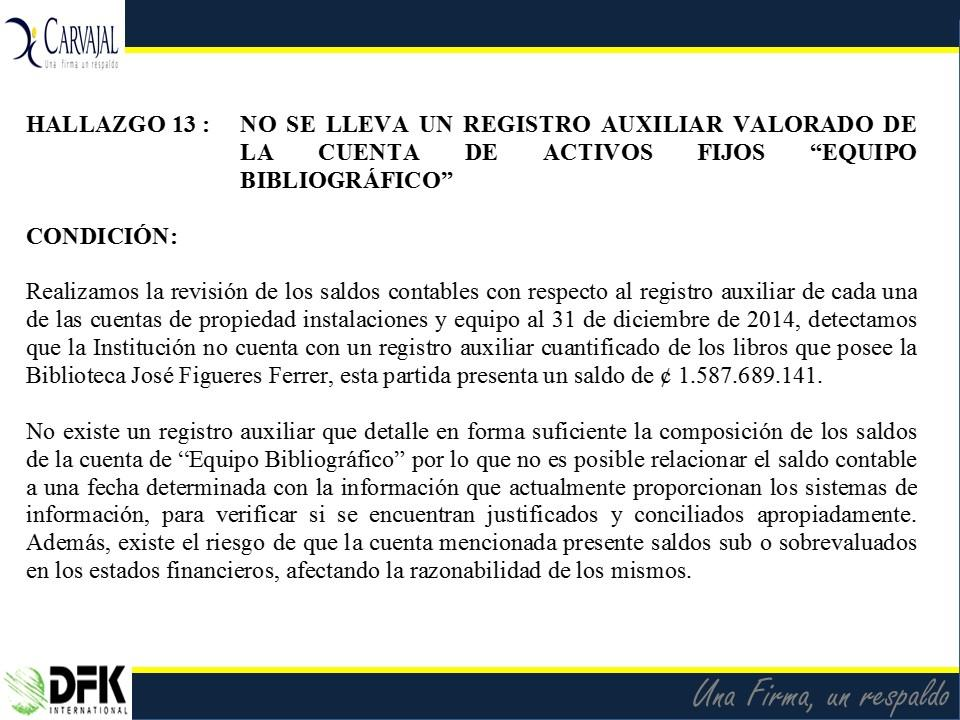 CARVAJAL
Una firma un respaldo
HALLAZGO 13 : NO SE LLEVA UN REGISTRO AUXILIAR VALORADO DE
LA CUENTA DE ACTIVOS FIJOS “EQUIPO
BIBLIOGRÁFICO”
CONDICIÓN:
Realizamos la revisión de los saldos contables con respecto al registro auxiliar de cada una
de las cuentas de propiedad instalaciones y equipo al 31 de diciembre de 2014, detectamos
que la Institución no cuenta con un registro auxiliar cuantificado de los libros que posee la
Biblioteca José Figueres Ferrer, esta partida presenta un saldo de ¢ 1.587.689.141.
No existe un registro auxiliar que detalle en forma suficiente la composición de los saldos
de la cuenta de “Equipo Bibliográfico” por lo que no es posible relacionar el saldo contable
a una fecha determinada con la información que actualmente proporcionan los sistemas de
información, para verificar si se encuentran justificados y conciliados apropiadamente.
Además, existe el riesgo de que la cuenta mencionada presente saldos sub o sobrevaluados
en los estados financieros, afectando la razonabilidad de los mismos.
DFK
INTERNATIONAL
Una Firma, un respaldo